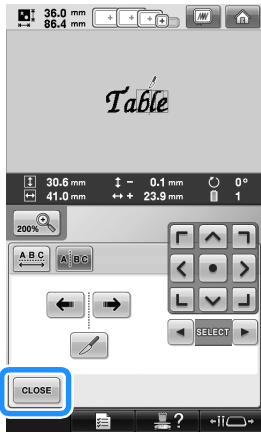 36.0 mm
86.4 mm
Table
30.6 mm - 0.1 mm 0°
41.0 mm + 23.9 mm 1
200%
ABC A BC
SELECT
CLOSE
?